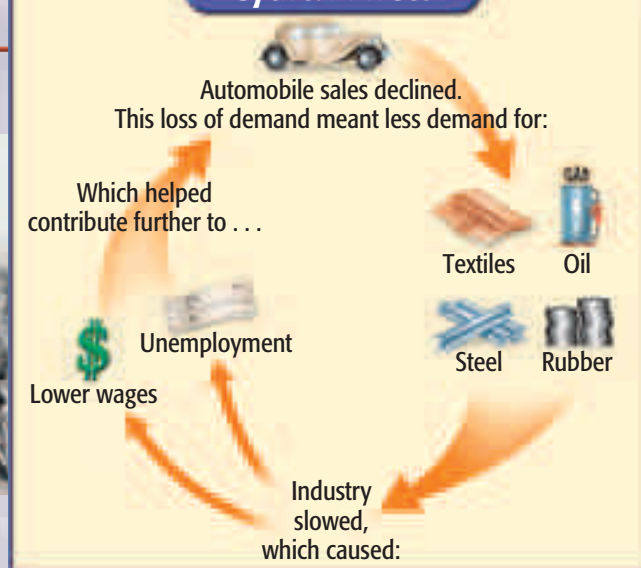 Automobile sales declined.
This loss of demand meant less demand for:
GAS
Textiles
Oil
Steel
Rubber
Industry
slowed,
which caused:
Lower wages
Unemployment
Which helped
contribute further to . . .